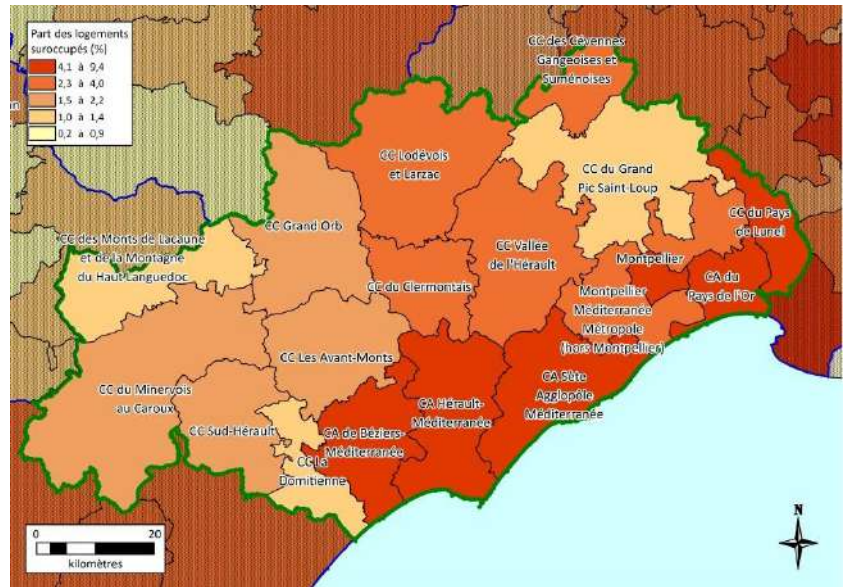 Part des logements
suroccupés (%)
4,1 à 9,4
2,3 à 4,0
1,5 à 2,2
1,0 à 1,4
0,2 à 0,9
CC des Cévennes
Gangeoises et
Suménoises
CC Lodévois
et Larzac
CC du Grand
Pic Saint-Loup
CC du Pays
de Lunel
CC Grand Orb
CC des Monts de Lacaune
et de la Montagne
du Haut Languedoc
CC Vallée
de l'Hérault
Montpellier
CA du
Pays de l'Or
CC du Clermontais
Montpellier
Méditerranée
Métropole
(hors Montpellier)
CC Les Avant-Monts
CC du Minervois
au Caroux
CA Sète
Agglopôle
Méditerranée
CA Hérault-
Méditerranée
CC Sud-Hérault
CA de Béziers-
Méditerranée
CC La
Domitienne
0 20
kilomètres
N